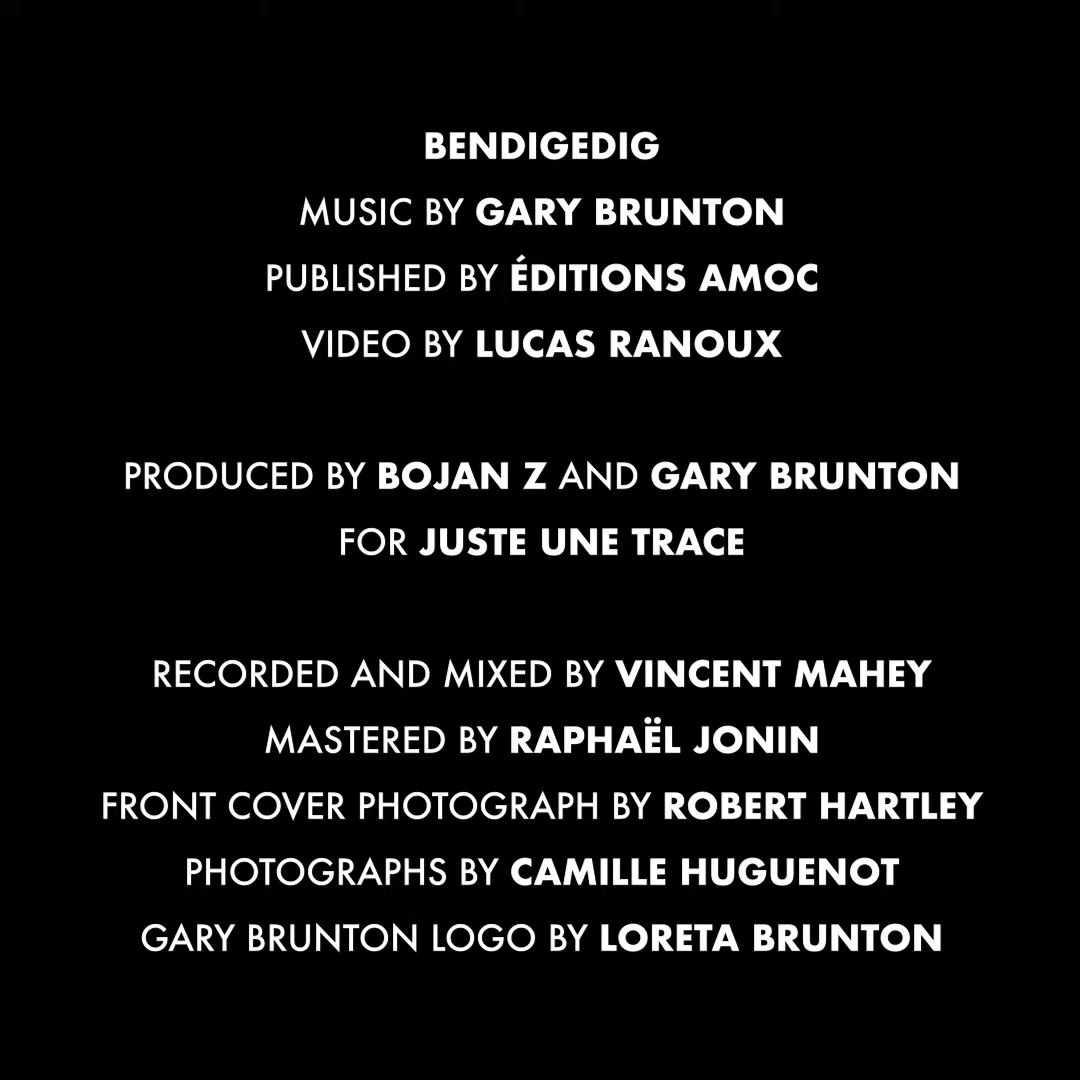 BENDIGEDIG
MUSIC BY GARY BRUNTON
PUBLISHED BY ÉDITIONS AMOC
VIDEO BY LUCAS RANOUX
PRODUCED BY BOJAN Z AND GARY BRUNTON
FOR JUSTE UNE TRACE
RECORDED AND MIXED BY VINCENT MAHEY
MASTERED BY RAPHAËL JONIN
FRONT COVER PHOTOGRAPH BY ROBERT HARTLEY
PHOTOGRAPHS BY CAMILLE HUGUENOT
GARY BRUNTON LOGO BY LORETA BRUNTON